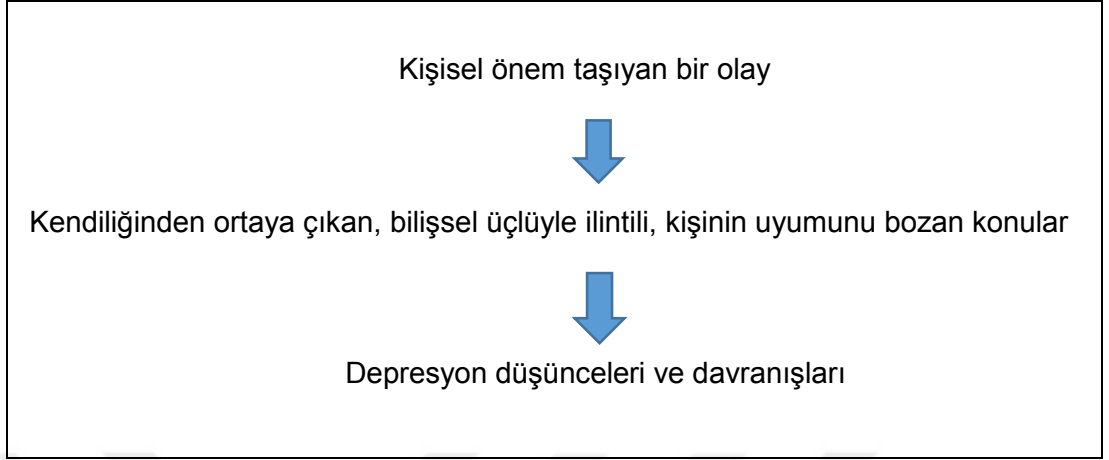 Kişisel önem taşıyan bir olay
Kendiliğinden ortaya çıkan, bilişsel üçlüyle ilintili, kişinin uyumunu bozan konular
Depresyon düşünceleri ve davranışları